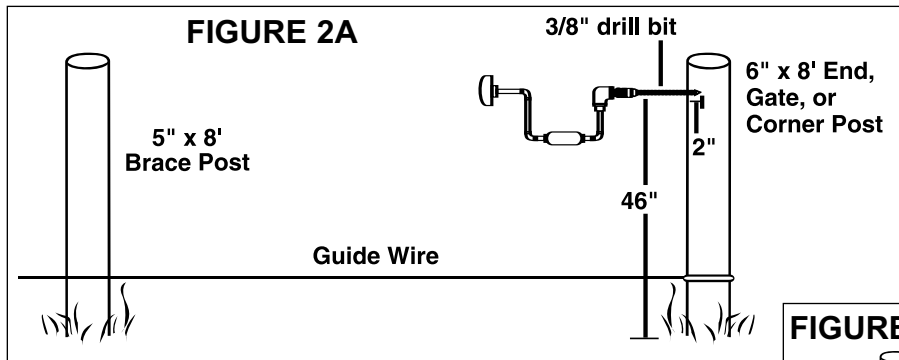 FIGURE 2A
3/8" drill bit
6" x 8' End,
Gate, or
Corner Post
5" x 8'
Brace Post
2"
46"
Guide Wire
FIGURE